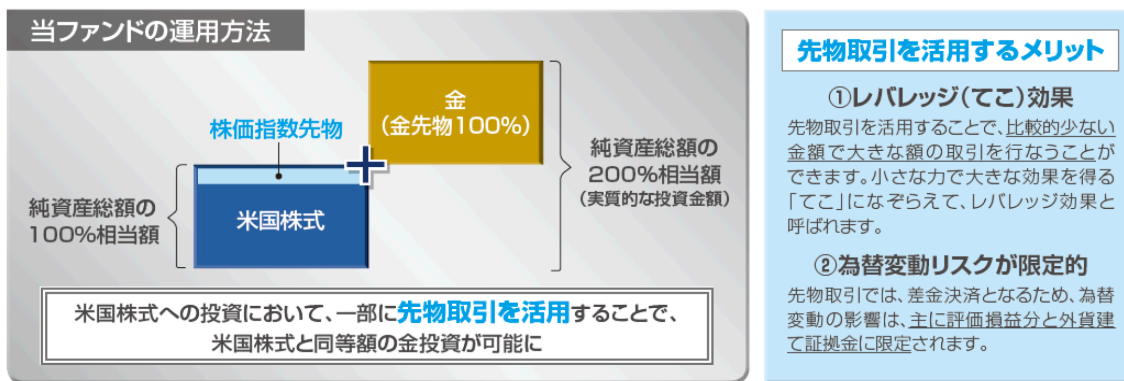 当ファンドの運用方法
金
(金先物100%)
株価指数先物
米国株式
純資産総額の
100%相当額
純資産総額の
200%相当額
(実質的な投資金額)
米国株式への投資において、一部に先物取引を活用することで、
米国株式と同等額の金投資が可能に
先物取引を活用するメリット
①レバレッジ(てこ)効果
先物取引を活用することで、比較的少ない
金額で大きな額の取引を行なうことが
できます。小さな力で大きな効果を得る
「てこ」になぞらえて、レバレッジ効果と
呼ばれます。
②為替変動リスクが限定的
先物取引では、差金決済となるため、為替
変動の影響は、主に評価損益分と外貨建
て証拠金に限定されます。